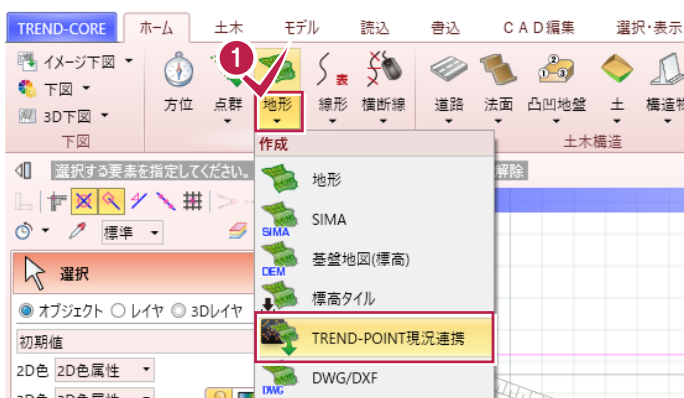 TREND-CORE ホーム 土木 モデル 読込 書込 CAD編集 選択・表示
イメージ下図
下図
3D下図
下図
1
方位 点群 地形 線形 横断線 道路 法面 凸凹地盤 土 構造物
表
土木構造
作成
選択する要素を指定してください。
解除
地形
SIMA SIMA
DEM 基盤地図(標高)
標高タイル
TREND-POINT現況連携
DWG DWG/DXF
標準
選択
オブジェクト レイヤ 3Dレイヤ
初期値
2D色 2D色属性